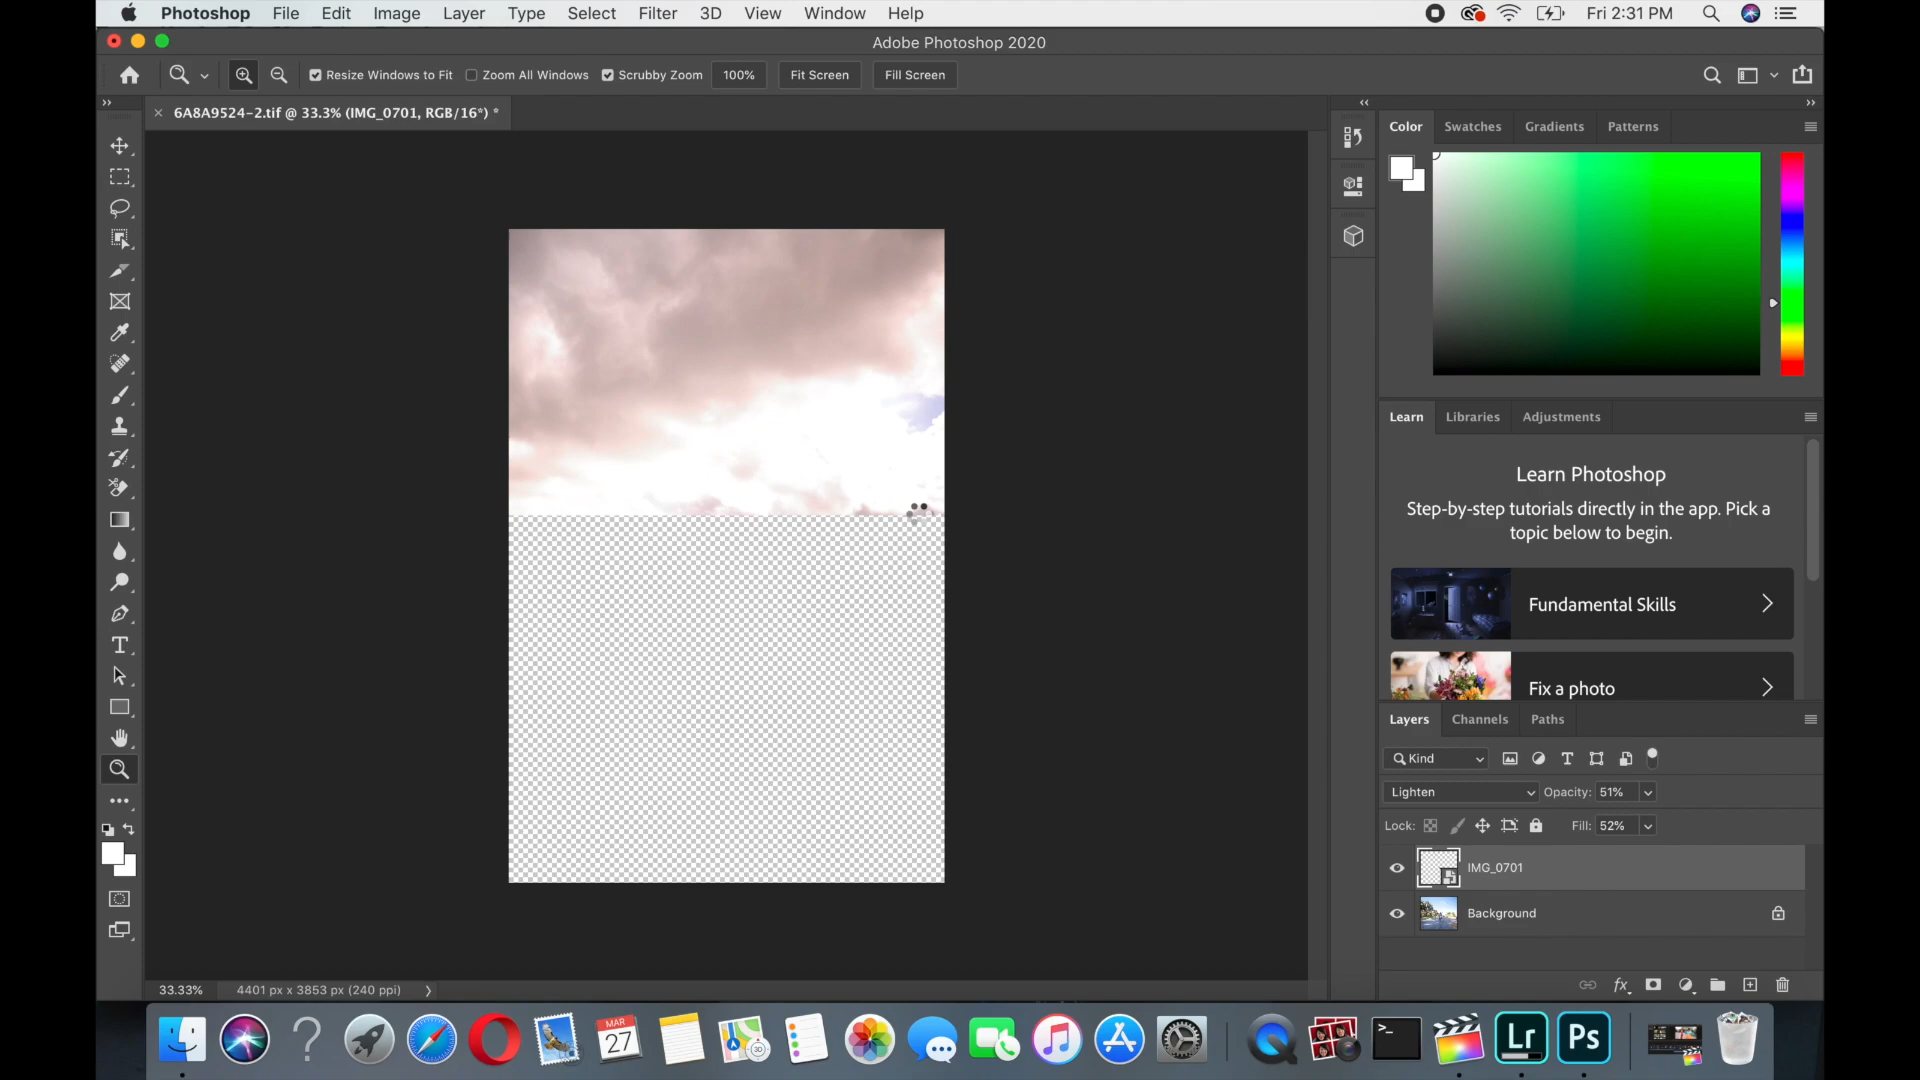 Photoshop File Edit Image Layer Type Select Filter 3D View Window Help Fri 2:31 PM
Adobe Photoshop 2020
Resize Windows to Fit Zoom All Windows Scrubby Zoom 100% Fit Screen Fill Screen
6A8A9524-2.tif @ 33.3% (IMG_0701, RGB/16*) *
Color Swatches Gradients Patterns
Learn Libraries Adjustments
Learn Photoshop
Step-by-step tutorials directly in the app. Pick a
topic below to begin.
Fundamental Skills
Fix a photo
Layers Channels Paths
Kind
Lighten Opacity: 51%
Lock: Fill: 52%
IMG_0701
Background
fx
33.33% 4401 px x 3853 px (240 ppi)
MAR
27
3D
>_
Lr
Ps